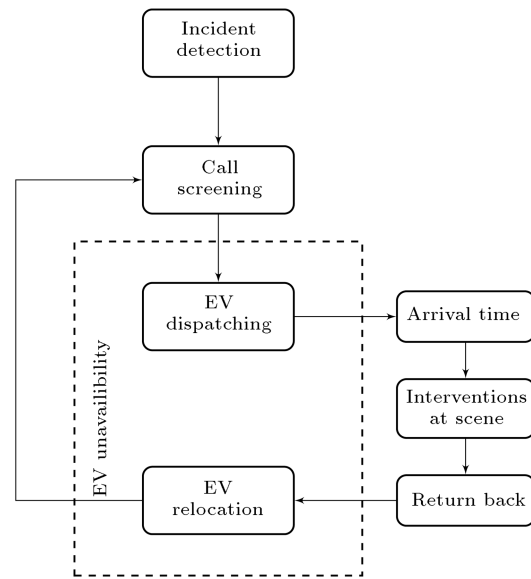 Incident
detection
Call
screening
EV
dispatching
Arrival time
Interventions
at scene
Return back
EV
relocation
EV unavailibility